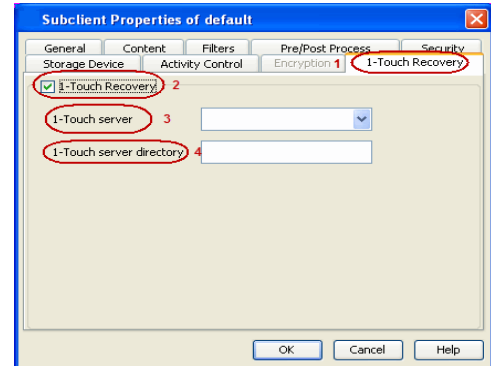 Subclient Properties of default
General Content Filters Pre/Post Process Security
Storage Device Activity Control Encryption 1 1-Touch Recovery
1-Touch Recovery 2
1-Touch server 3
1-Touch server directory 4
OK Cancel Help